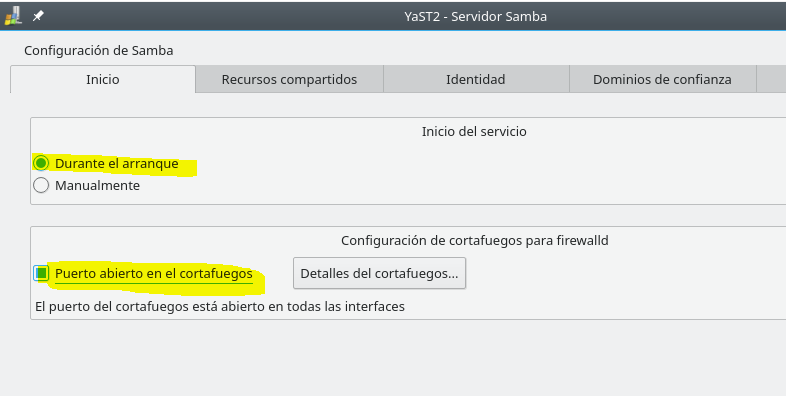 YaST2 - Servidor Samba
Configuración de Samba
Inicio
Recursos compartidos
Identidad
Dominios de confianza
Inicio del servicio
Durante el arranque
Manualmente
Configuración de cortafuegos para firewalld
Puerto abierto en el cortafuegos
Detalles del cortafuegos...
El puerto del cortafuegos está abierto en todas las interfaces